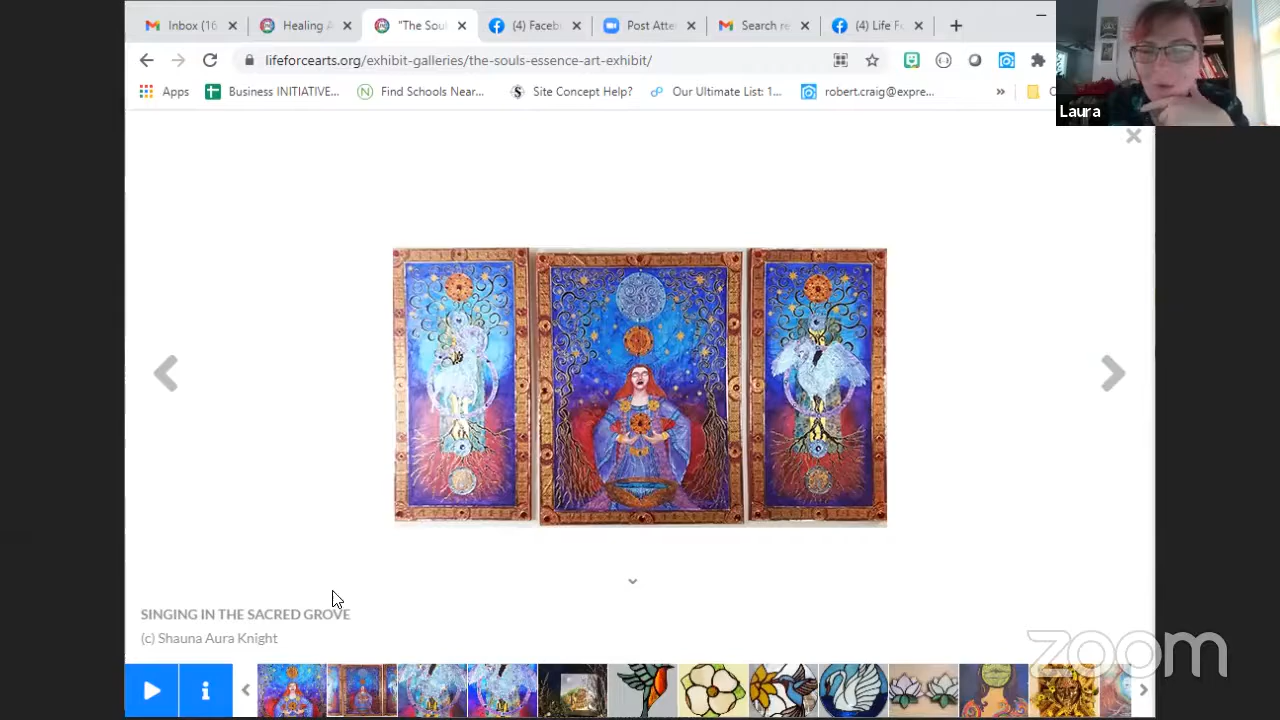 Inbox (16
Healing A
"The Soul
(4) Faceb
Post Atte
Search re
(4) Life F
lifeforcearts.org/exhibit-galleries/the-souls-essence-art-exhibit/
Apps
Business INITIATIVE...
Find Schools Near...
Site Concept Help?
Our Ultimate List: 1...
robert.craig@expre...
»
Laura
SINGING IN THE SACRED GROVE
(c) Shauna Aura Knight
zoom